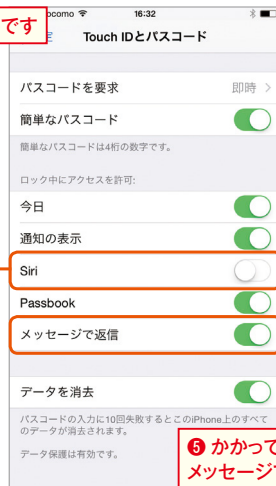 です
ocomo 16:32
Touch IDとパスコード
パスコードを要求 即時 >
簡単なパスコード
簡単なパスコードは4桁の数字です。
ロック中にアクセスを許可:
今日
通知の表示
Siri
Passbook
メッセージで返信
データを消去
パスコードの入力に10回失敗するとこのiPhone上のすべて
のデータが消去されます。
データ保護は有効です。
❺ かかって
メッセージ